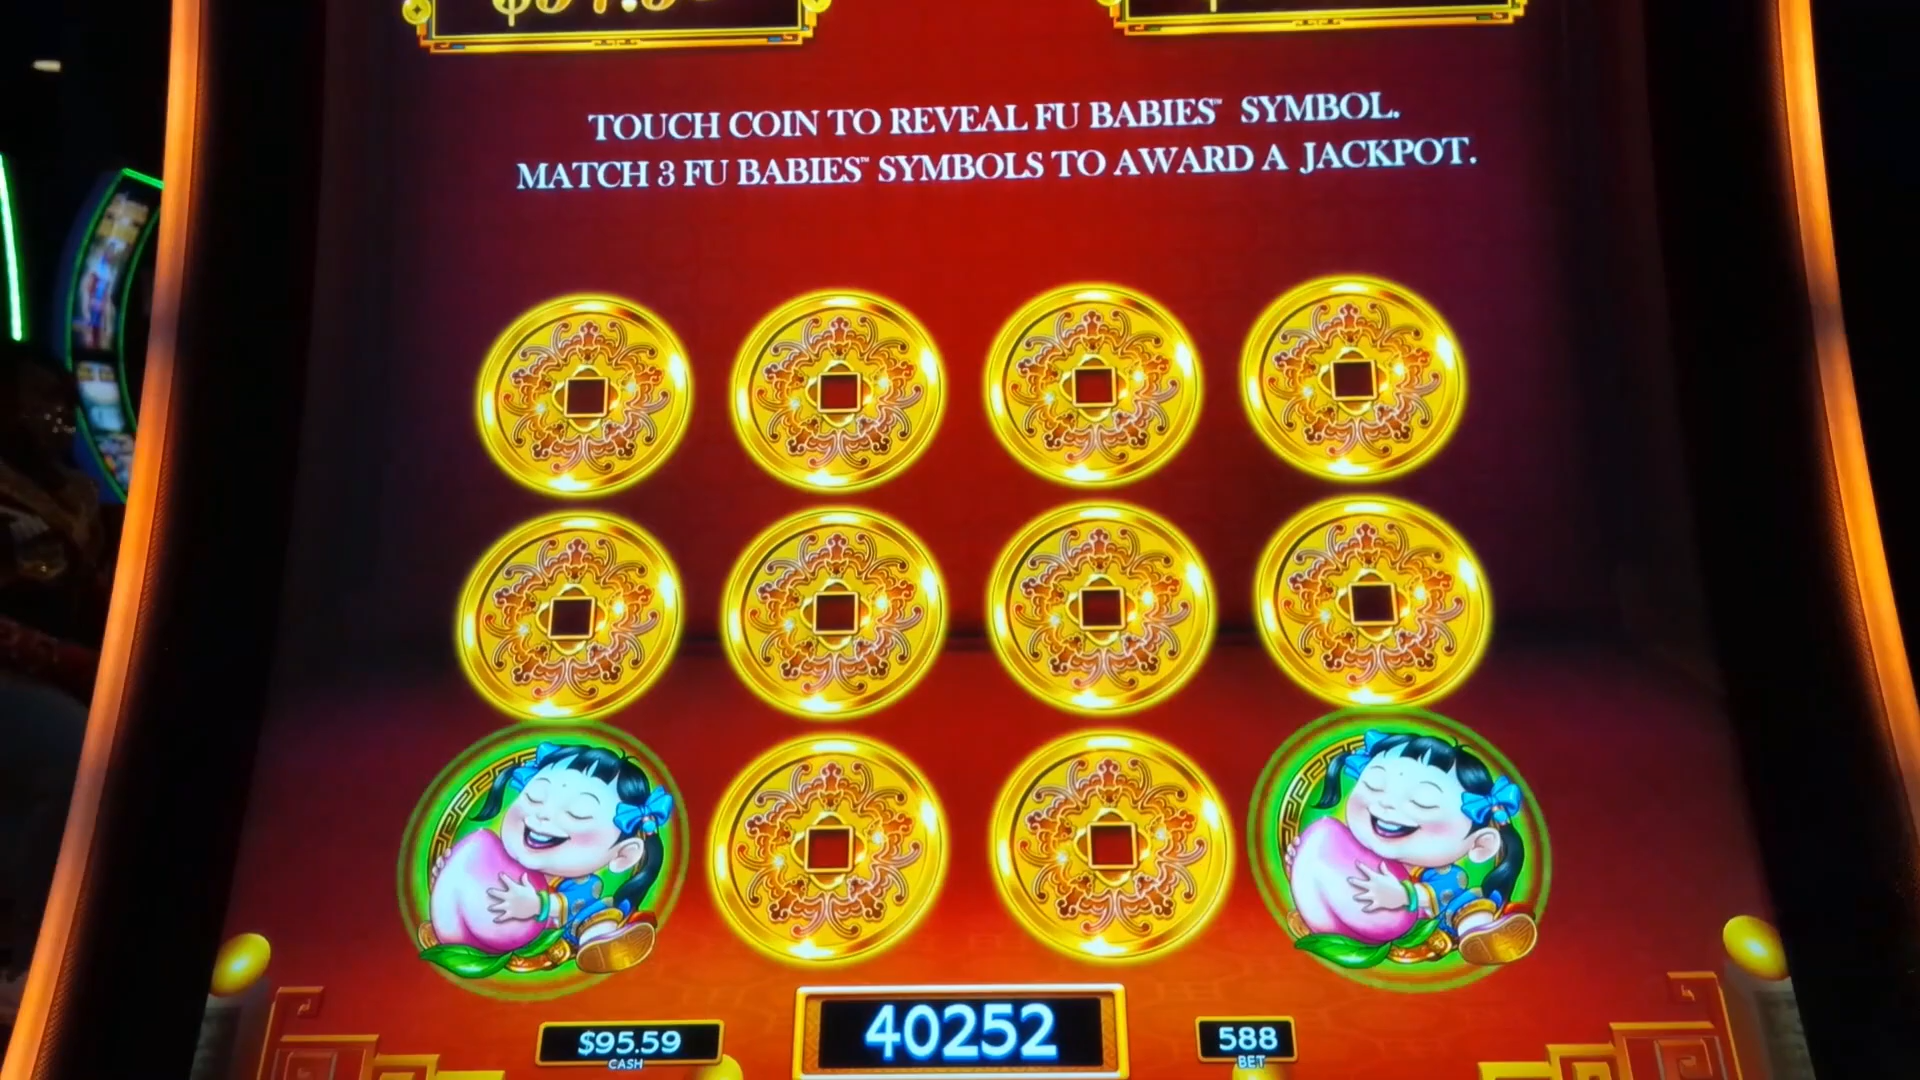 TOUCH COIN TO REVEAL FU BABIES™ SYMBOL.
MATCH 3 FU BABIES™ SYMBOLS TO AWARD A JACKPOT.
$95.59
CASH
40252
588
BET